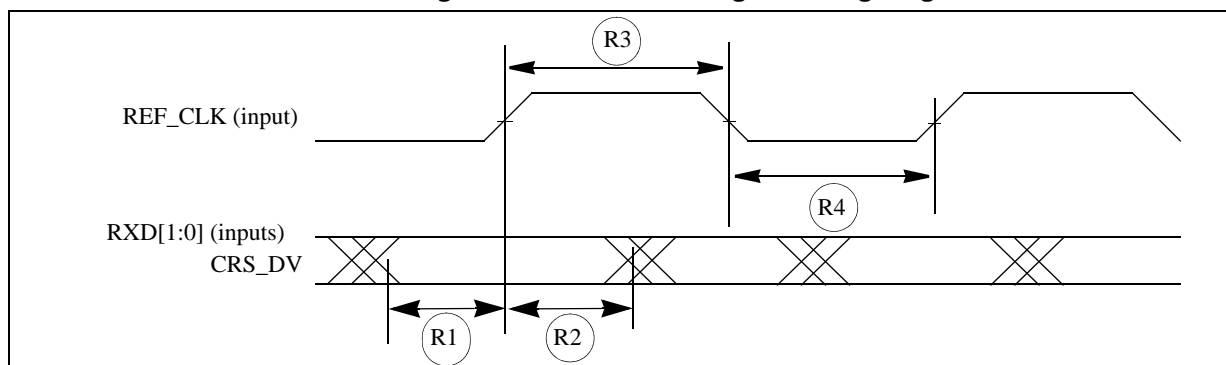 R3
REF_CLK (input)
R4
RXD[1:0] (inputs)
CRS_DV
R1
R2